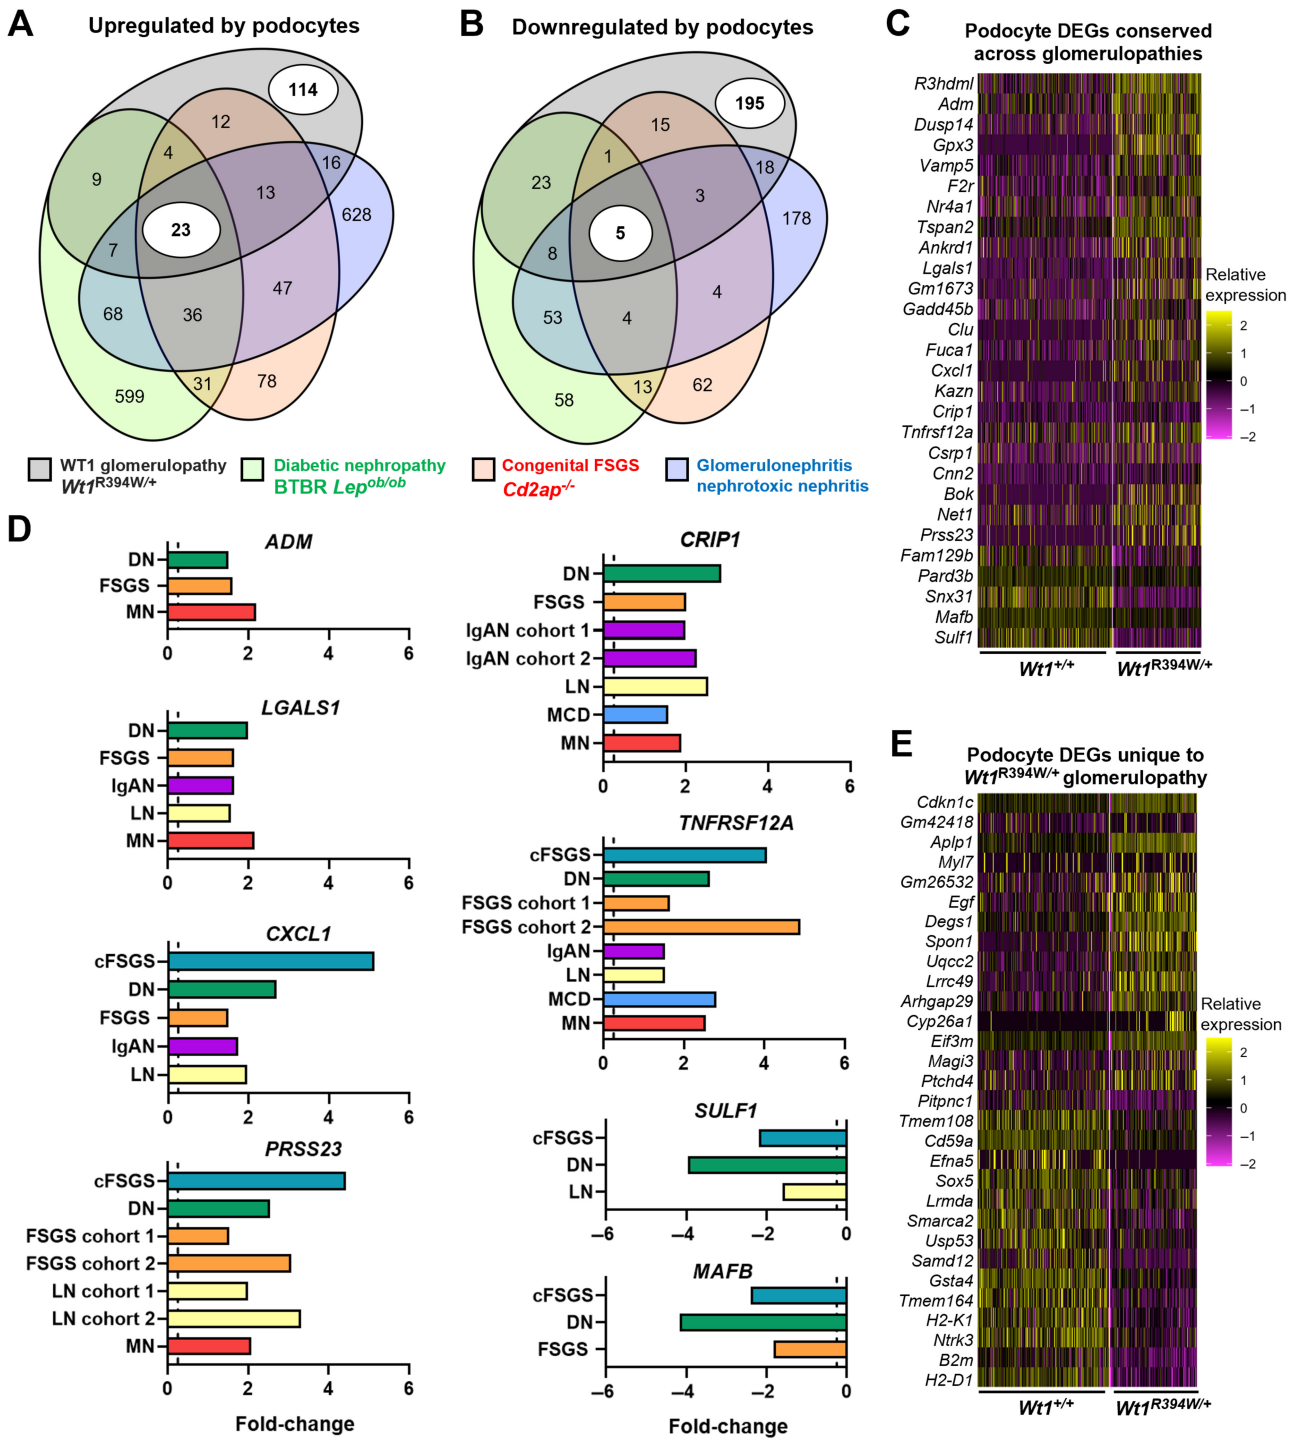 A
Upregulated by podocytes
114
12
4
16
9
13
628
23
7
47
68
36
31
78
599
B
Downregulated by podocytes
195
15
1
18
23
3
178
5
8
4
53
4
13
62
58
WT1 glomerulopathy
Wt1R394W/+
Diabetic nephropathy
BTBR Lepob/ob
Congenital FSGS
Cd2ap-/-
Glomerulonephritis
nephrotoxic nephritis
C
Podocyte DEGs conserved
across glomerulopathies
R3hdml
Adm
Dusp14
Gpx3
Vamp5
F2r
Nr4a1
Tspan2
Ankrd1
Lgals1
Gm1673
Gadd45b
Clu
Fuca1
Cxcl1
Kazn
Crip1
Tnfrsf12a
Csrp1
Cnn2
Bok
Net1
Prss23
Fam129b
Pard3b
Snx31
Mafb
Sulf1
Wt1+/+
Wt1R394W/+
Relative
expression
2
1
0
–1
–2
D
ADM
DN
FSGS
MN
0 2 4 6
LGALS1
DN
FSGS
IgAN
LN
MN
0 2 4 6
CXCL1
cFSGS
DN
FSGS
IgAN
LN
0 2 4 6
PRSS23
cFSGS
DN
FSGS cohort 1
FSGS cohort 2
LN cohort 1
LN cohort 2
MN
0 2 4 6
Fold-change
CRIP1
DN
FSGS
IgAN cohort 1
IgAN cohort 2
LN
MCD
MN
0 2 4 6
TNFRSF12A
cFSGS
DN
FSGS cohort 1
FSGS cohort 2
IgAN
LN
MCD
MN
0 2 4 6
SULF1
cFSGS
DN
LN
–6 –4 –2 0
MAFB
cFSGS
DN
FSGS
–6 –4 –2 0
Fold-change
E
Podocyte DEGs unique to
Wt1R394W/+ glomerulopathy
Cdkn1c
Gm42418
Aplp1
Myl7
Gm26532
Egf
Degs1
Spon1
Uqcc2
Lrrc49
Arhgap29
Cyp26a1
Eif3m
Magi3
Ptchd4
Pitpnc1
Tmem108
Cd59a
Efna5
Sox5
Lrmda
Smarca2
Usp53
Samd12
Gsta4
Tmem164
H2-K1
Ntrk3
B2m
H2-D1
Wt1+/+
Wt1R394W/+
Relative
expression
2
1
0
–1
–2